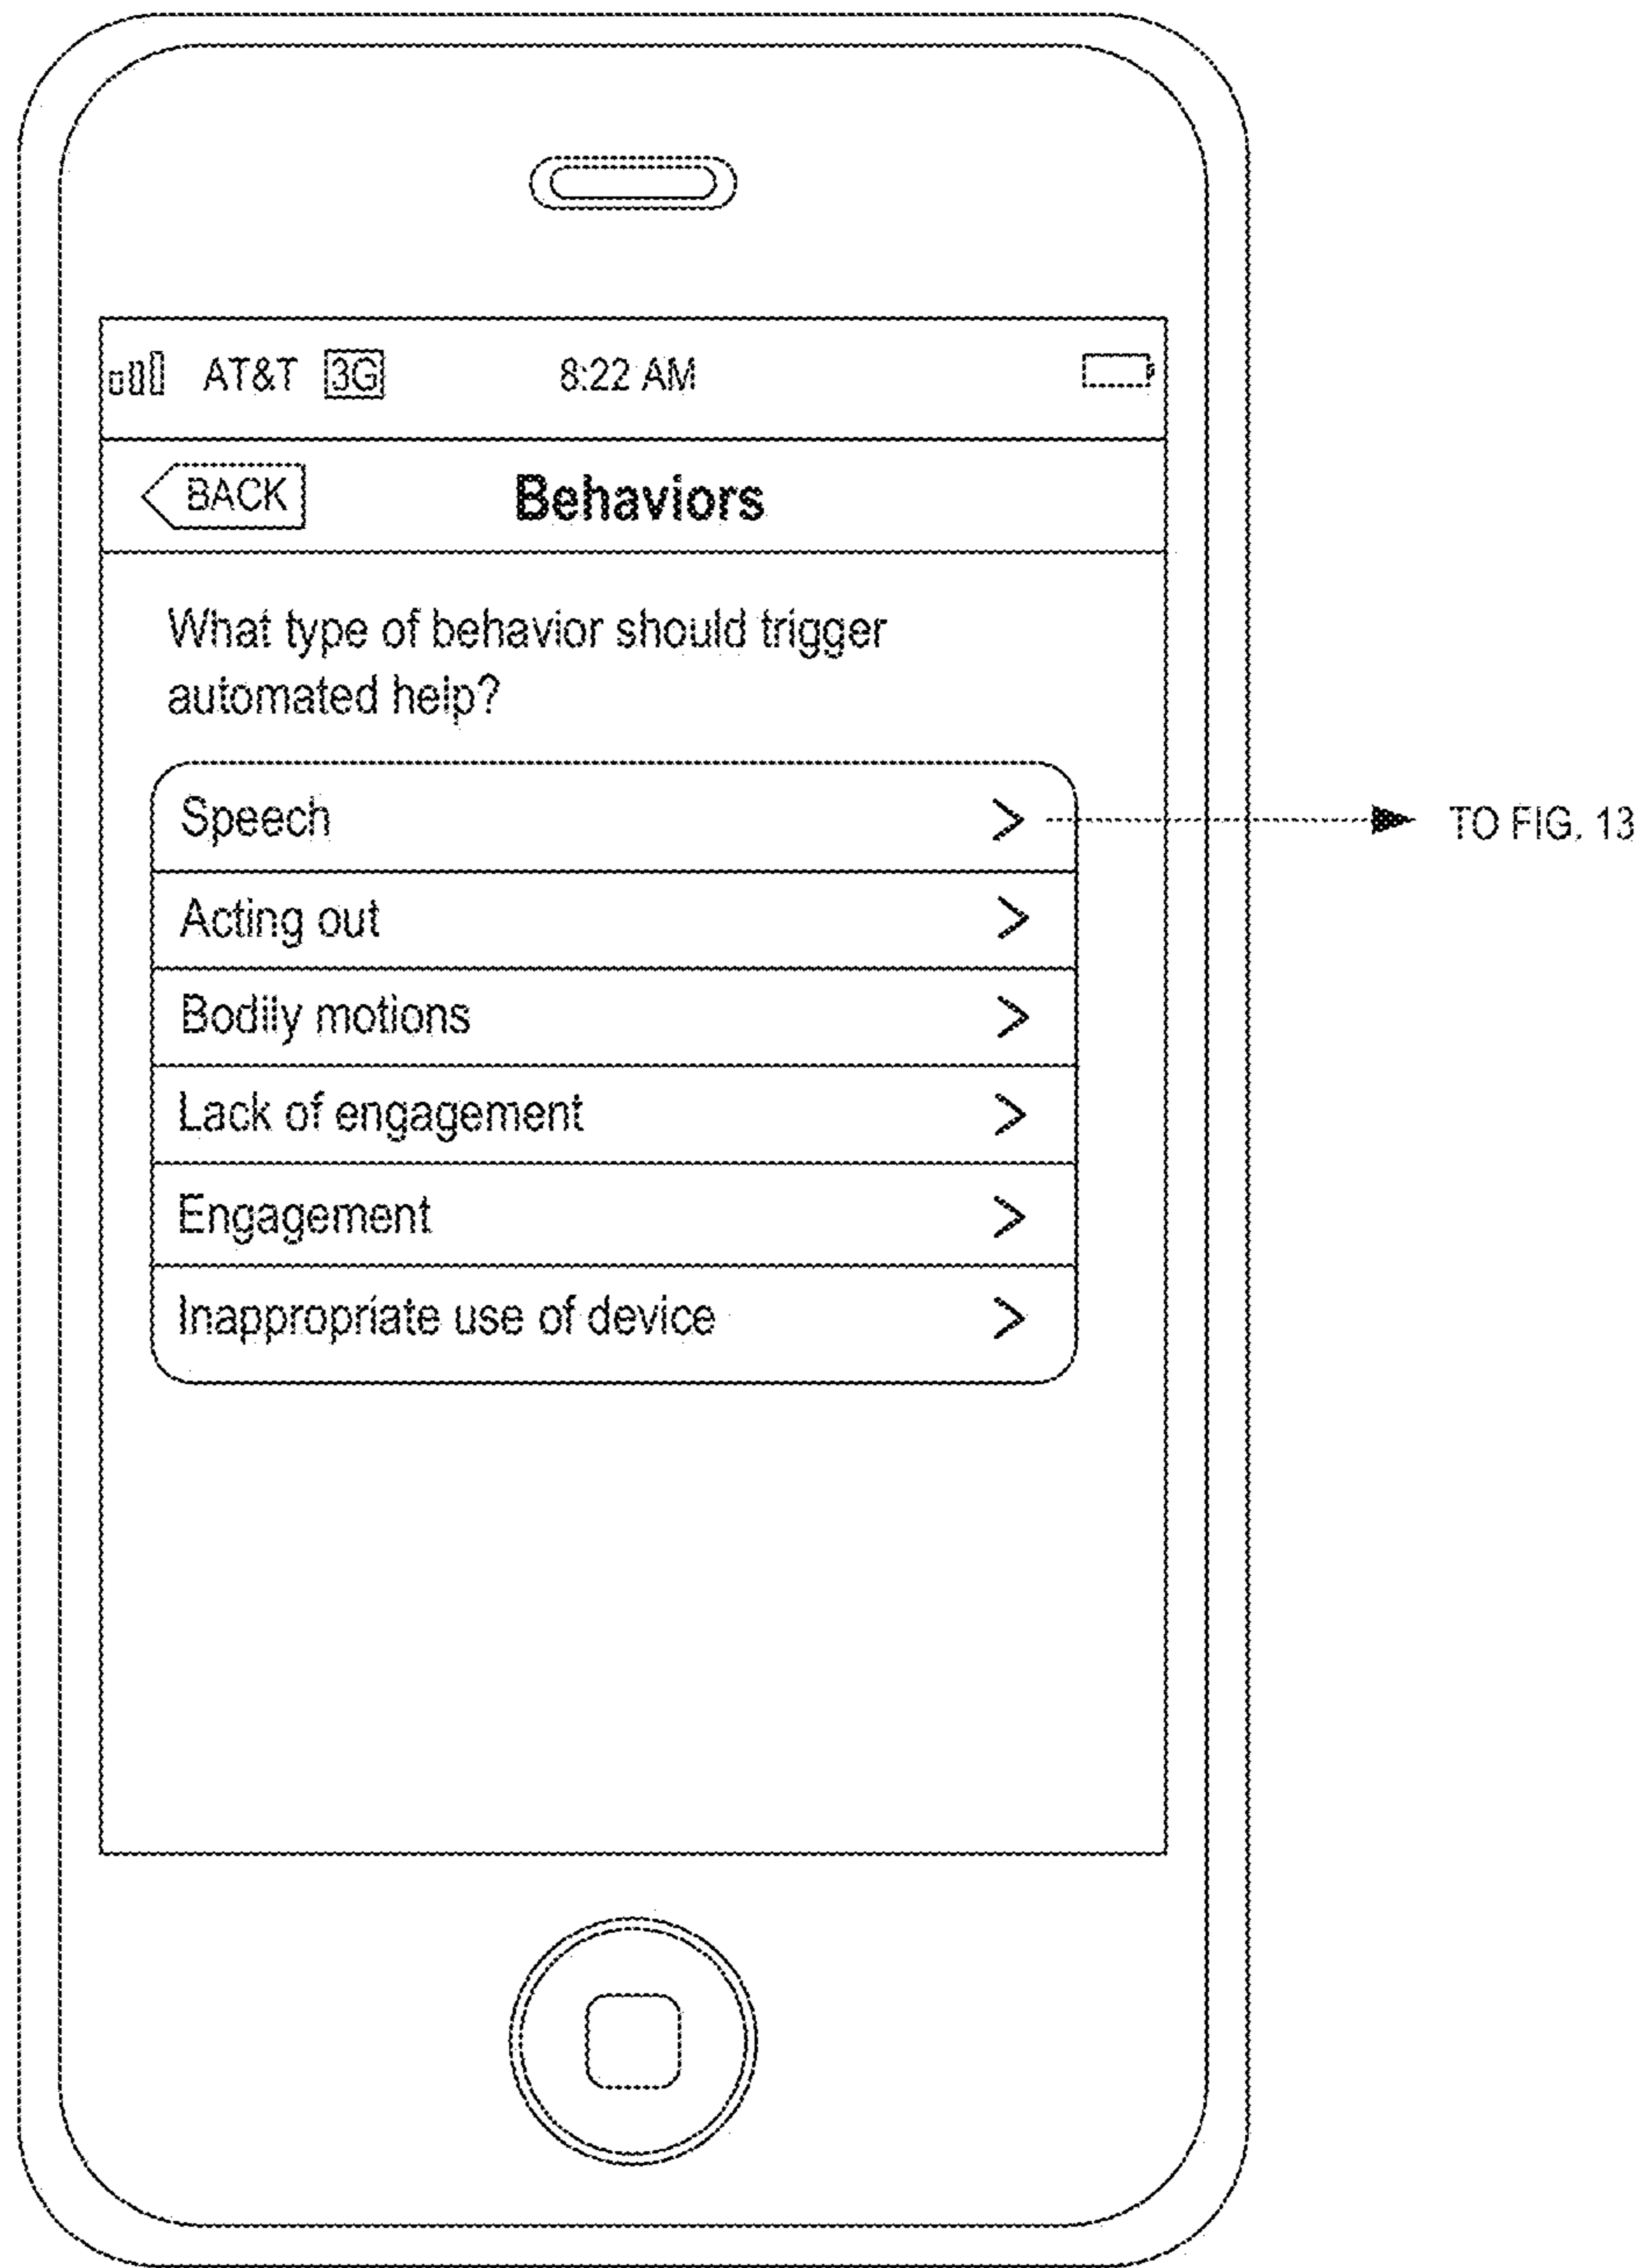 AT&T 3G 8:22 AM
BACK Behaviors
What type of behavior should trigger
automated help?
Speech > TO FIG. 13
Acting out >
Bodily motions >
Lack of engagement >
Engagement >
Inappropriate use of device >